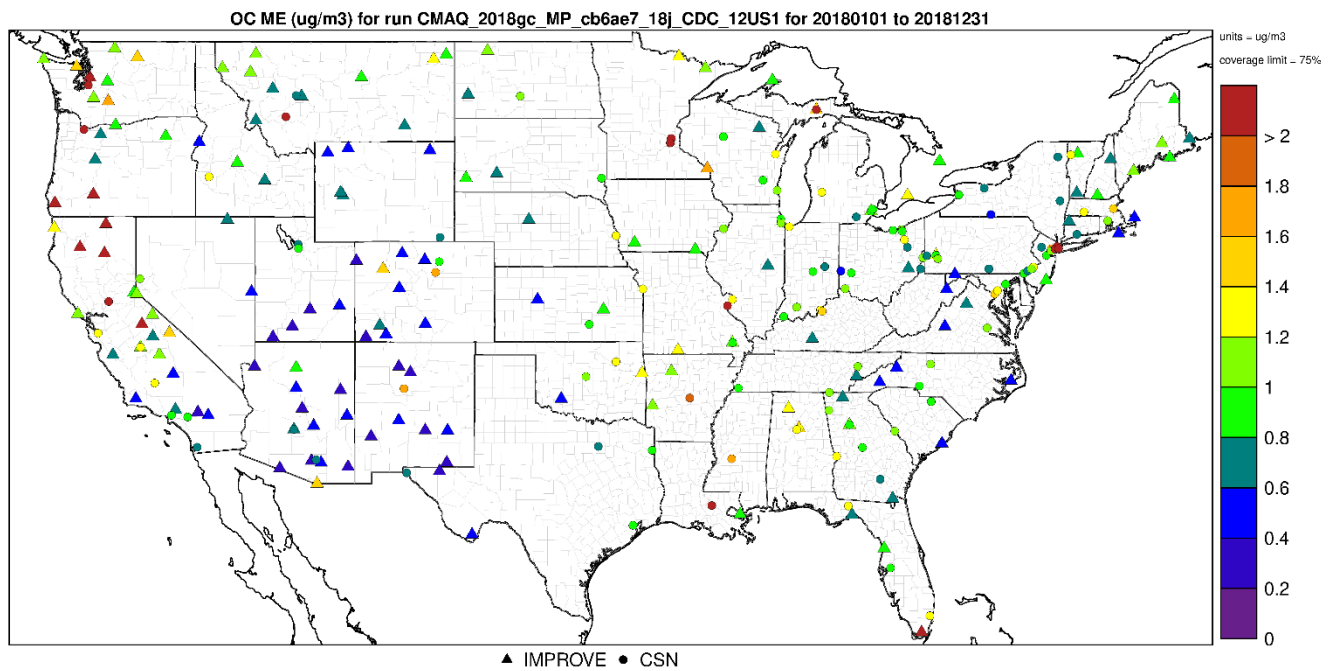 OC ME (ug/m3) for run CMAQ_2018gc_MP_cb6ae7_18j_CDC_12US1 for 20180101 to 20181231
units = ug/m3
coverage limit = 75%
> 2
1.8
1.6
1.4
1.2
1
0.8
0.6
0.4
0.2
0
IMPROVE CSN